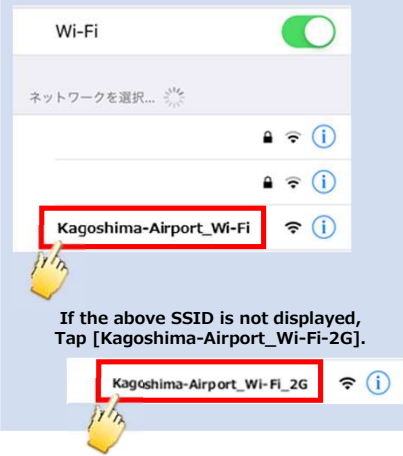 Wi-Fi
ネットワークを選択...
Kagoshima-Airport_Wi-Fi
If the above SSID is not displayed,
Tap [Kagoshima-Airport_Wi-Fi-2G].
Kagoshima-Airport_Wi-Fi_2G